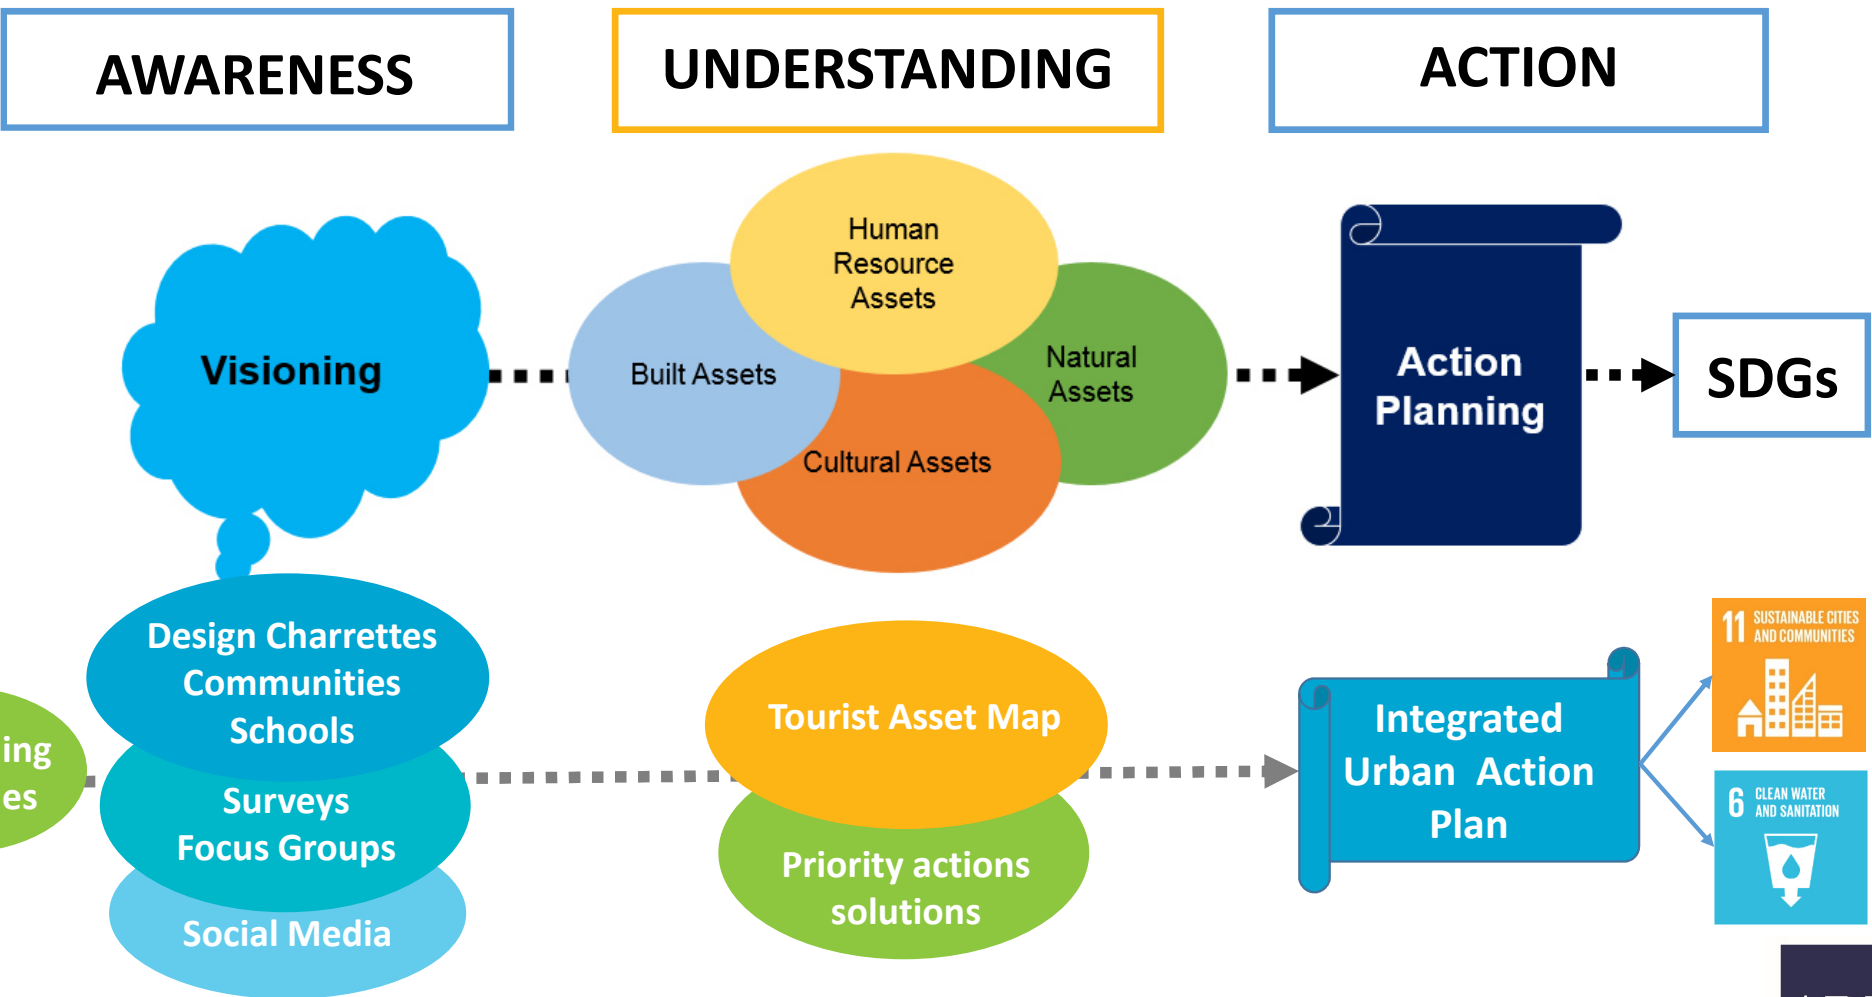 AWARENESS
UNDERSTANDING
ACTION
Human
Resource
Assets
Visioning
Built Assets
Natural
Assets
Cultural Assets
Action
Planning
SDGs
Design Charrettes
Communities
Schools
Surveys
Focus Groups
Social Media
Tourist Asset Map
Priority actions
solutions
Integrated
Urban Action
Plan
11 SUSTAINABLE CITIES
AND COMMUNITIES
6 CLEAN WATER
AND SANITATION